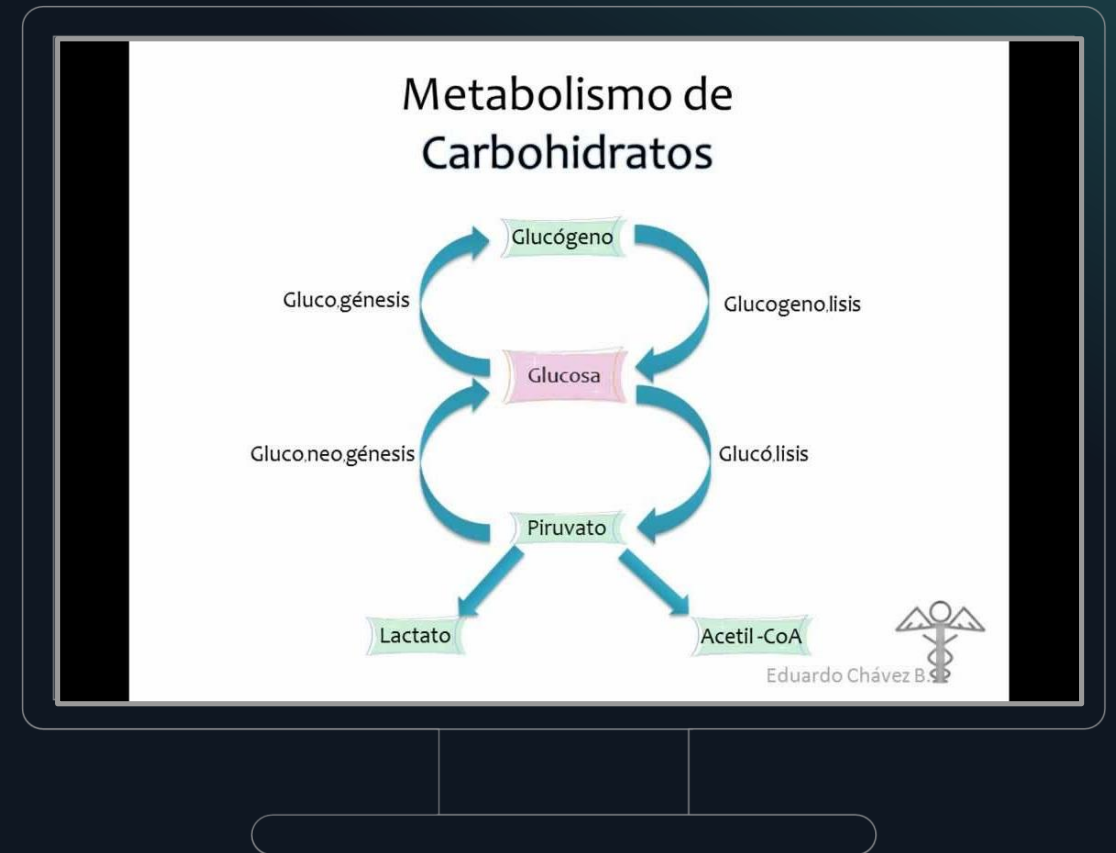 Metabolismo de
Carbohidratos
Glucógeno
Gluco,génesis
Glucogeno,lisis
Glucosa
Gluco,neo,génesis
Glucó,lisis
Piruvato
Lactato
Acetil-CoA
Eduardo Chávez B.